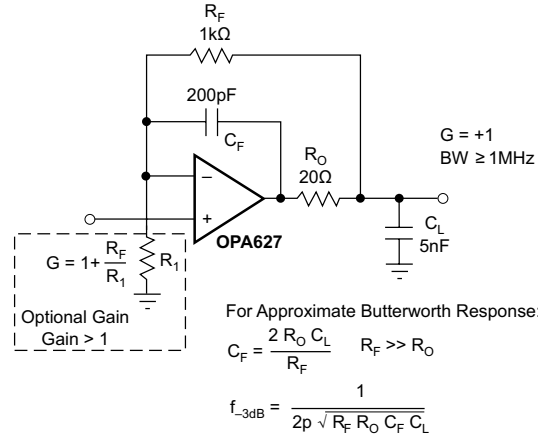 R_F
1kΩ
200pF
C_F
R_O
20Ω
G = +1
BW ≥ 1MHz
−
+
OPA627
C_L
5nF
G = 1 + R_F / R_1
R_1
Optional Gain
Gain > 1
For Approximate Butterworth Response:
C_F = 2 R_O C_L / R_F    R_F >> R_O
f_–3dB = 1 / 2p √ R_F R_O C_F C_L